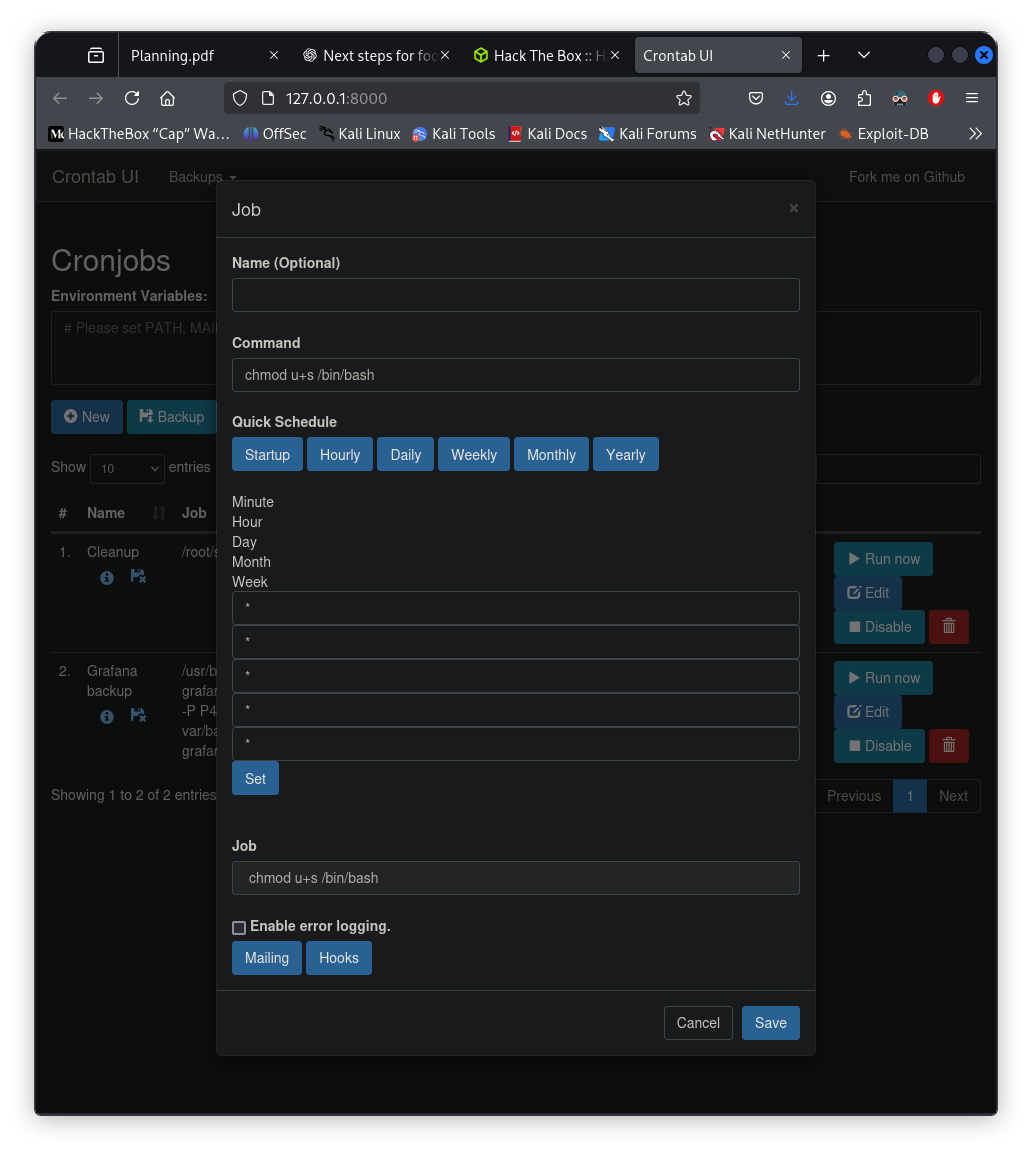 Planning.pdf
Next steps for foo
Hack The Box :: H
Crontab UI
127.0.0.1:8000
HackTheBox “Cap” Wa…
OffSec
Kali Linux
Kali Tools
Kali Docs
Kali Forums
Kali NetHunter
Exploit-DB
Crontab UI
Backups
Fork me on Github
Job
×
Cronjobs
Name (Optional)
Environment Variables:
# Please set PATH, MAI
Command
chmod u+s /bin/bash
New
Backup
Quick Schedule
Startup
Hourly
Daily
Weekly
Monthly
Yearly
Show 10 entries
Minute
Hour
Day
Month
Week
# Name Job
*
*
*
*
*
Set
1. Cleanup /root/s
Run now
Edit
Disable
2. Grafana /usr/b
backup grafar
-P P4
var/ba
grafar
Run now
Edit
Disable
Showing 1 to 2 of 2 entries
Previous 1 Next
Job
chmod u+s /bin/bash
Enable error logging.
Mailing
Hooks
Cancel
Save